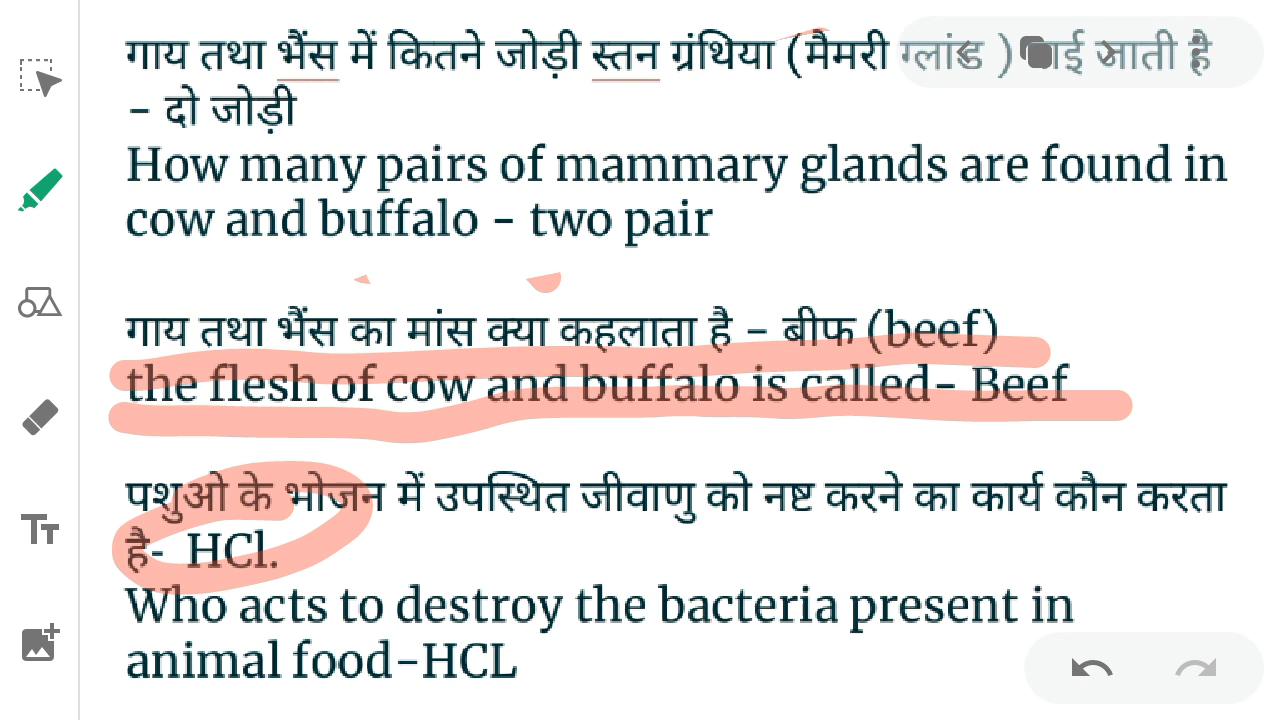 गाय तथा भैंस में कितने जोड़ी स्तन ग्रंथिया (मैमरी ग्लांड ) पाई जाती है
- दो जोड़ी
How many pairs of mammary glands are found in
cow and buffalo - two pair
गाय तथा भैंस का मांस क्या कहलाता है - बीफ (beef)
the flesh of cow and buffalo is called- Beef
पशुओ के भोजन में उपस्थित जीवाणु को नष्ट करने का कार्य कौन करता
है- HCl.
Who acts to destroy the bacteria present in
animal food-HCL
Tт